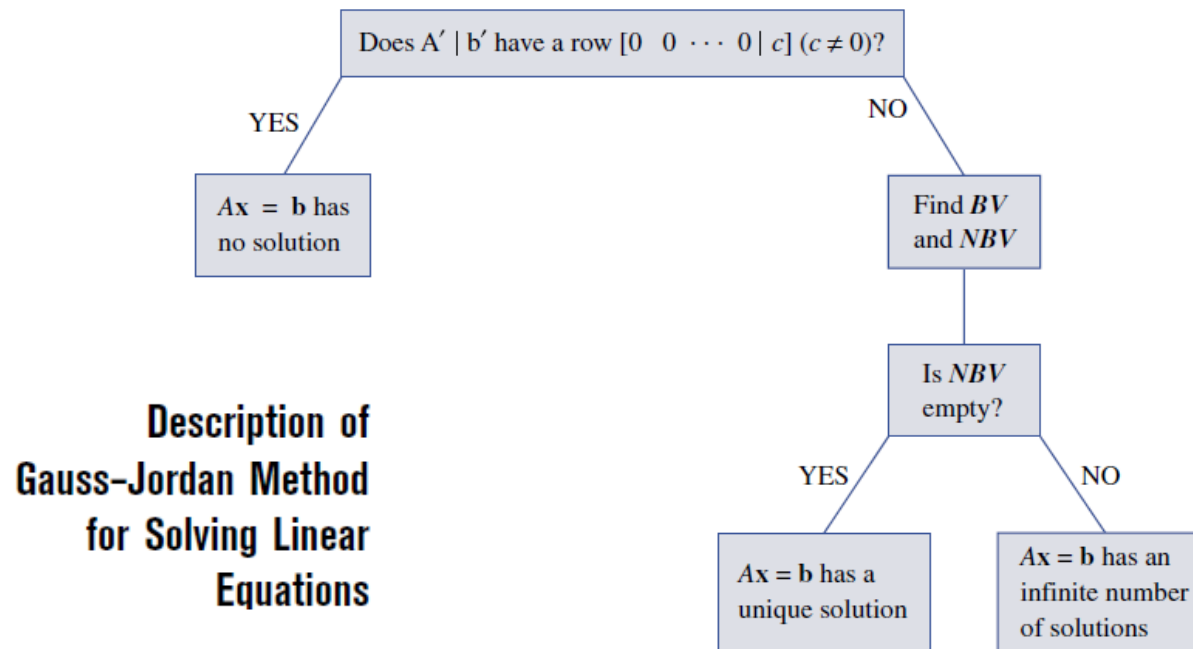 Does A′ | b′ have a row [0 0 ⋯ 0 | c] (c ≠ 0)?
YES
NO
Ax = b has
no solution
Find BV
and NBV
Is NBV
empty?
Description of
Gauss–Jordan Method
for Solving Linear
Equations
YES
NO
Ax = b has a
unique solution
Ax = b has an
infinite number
of solutions